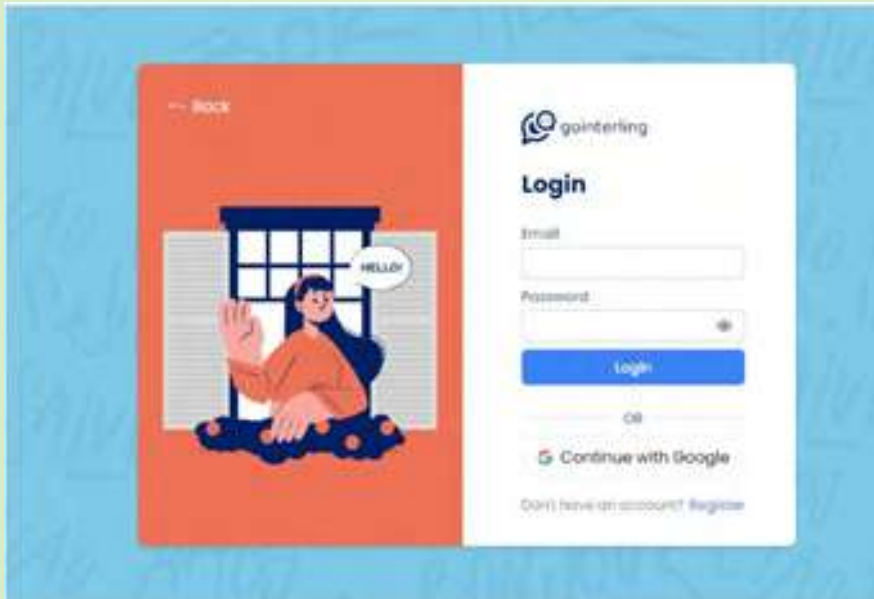 ← Back
HELLO!
gointerling
Login
Email
Password
Login
OR
Continue with Google
Don't have an account? Register